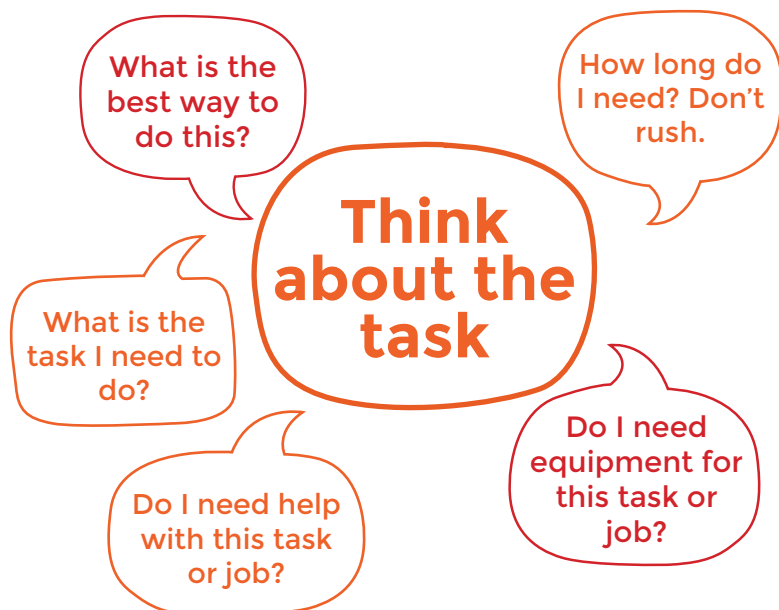 What is the
best way to
do this?
How long do
I need? Don’t
rush.
Think
about the
task
What is the
task I need to
do?
Do I need
equipment for
this task or
job?
Do I need help
with this task
or job?